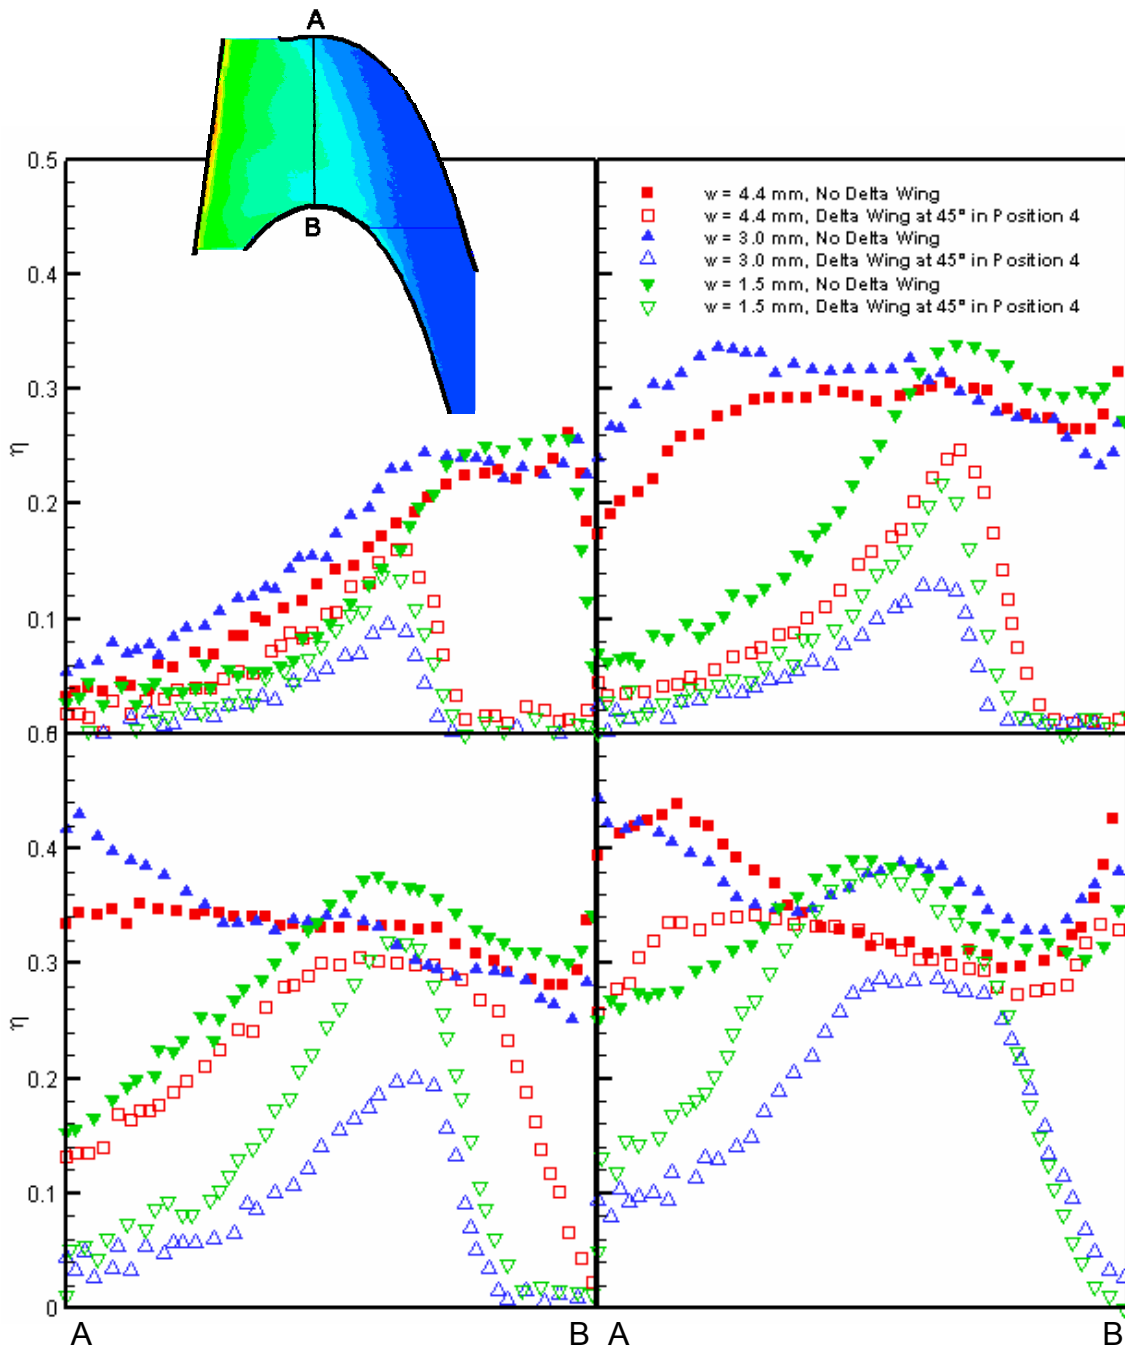 A
B
0.5
0.4
0.3
0.2
0.1
0.0
η
w = 4.4 mm, No Delta Wing
w = 4.4 mm, Delta Wing at 45º in Position 4
w = 3.0 mm, No Delta Wing
w = 3.0 mm, Delta Wing at 45º in Position 4
w = 1.5 mm, No Delta Wing
w = 1.5 mm, Delta Wing at 45º in Position 4
0.4
0.3
0.2
0.1
0
η
A B A B